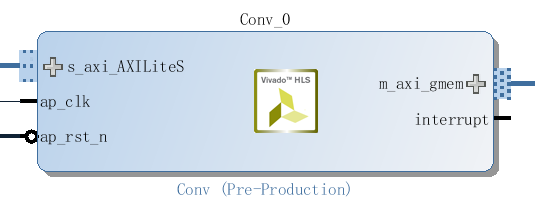 Conv_0
s_axi_AXILiteS
ap_clk
ap_rst_n
Vivado™ HLS
m_axi_gmem
interrupt
Conv (Pre-Production)